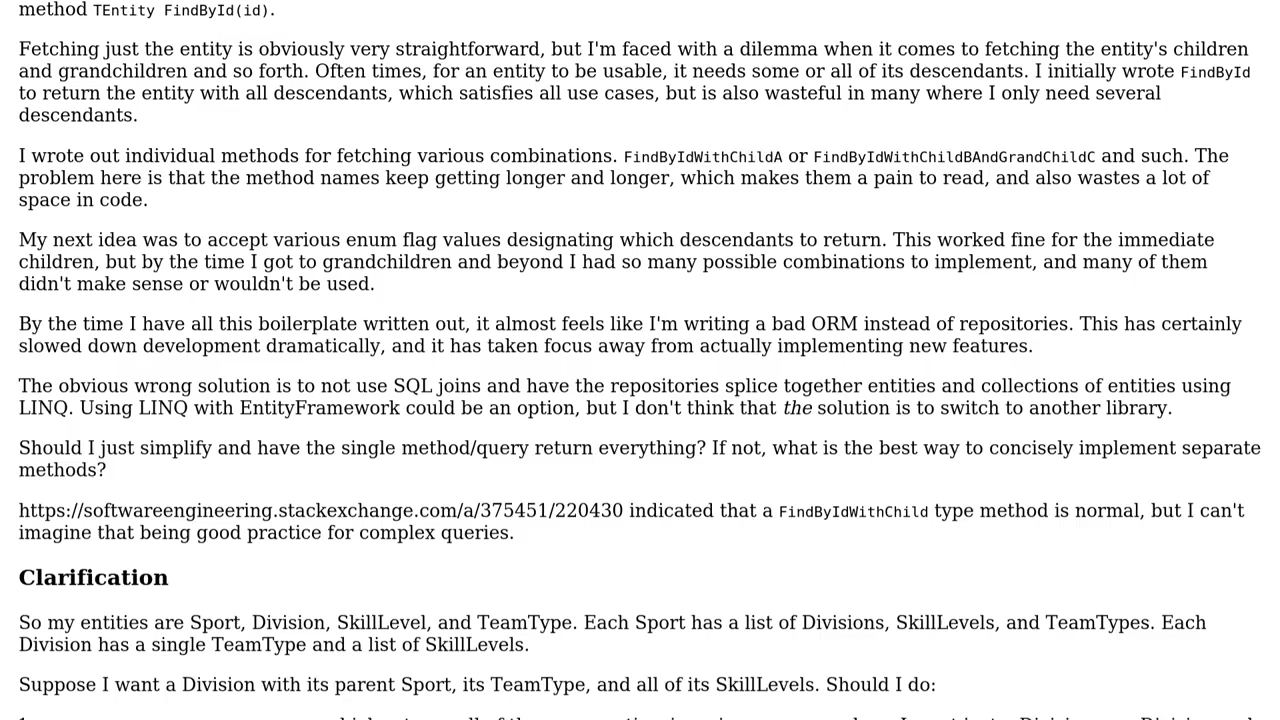 method TEntity FindById(id).
Fetching just the entity is obviously very straightforward, but I'm faced with a dilemma when it comes to fetching the entity's children
and grandchildren and so forth. Often times, for an entity to be usable, it needs some or all of its descendants. I initially wrote FindById
to return the entity with all descendants, which satisfies all use cases, but is also wasteful in many where I only need several
descendants.
I wrote out individual methods for fetching various combinations. FindByIdWithChildA or FindByIdWithChildBAndGrandChildC and such. The
problem here is that the method names keep getting longer and longer, which makes them a pain to read, and also wastes a lot of
space in code.
My next idea was to accept various enum flag values designating which descendants to return. This worked fine for the immediate
children, but by the time I got to grandchildren and beyond I had so many possible combinations to implement, and many of them
didn't make sense or wouldn't be used.
By the time I have all this boilerplate written out, it almost feels like I'm writing a bad ORM instead of repositories. This has certainly
slowed down development dramatically, and it has taken focus away from actually implementing new features.
The obvious wrong solution is to not use SQL joins and have the repositories splice together entities and collections of entities using
LINQ. Using LINQ with EntityFramework could be an option, but I don't think that the solution is to switch to another library.
Should I just simplify and have the single method/query return everything? If not, what is the best way to concisely implement separate
methods?
https://softwareengineering.stackexchange.com/a/375451/220430 indicated that a FindByIdWithChild type method is normal, but I can't
imagine that being good practice for complex queries.
Clarification
So my entities are Sport, Division, SkillLevel, and TeamType. Each Sport has a list of Divisions, SkillLevels, and TeamTypes. Each
Division has a single TeamType and a list of SkillLevels.
Suppose I want a Division with its parent Sport, its TeamType, and all of its SkillLevels. Should I do: